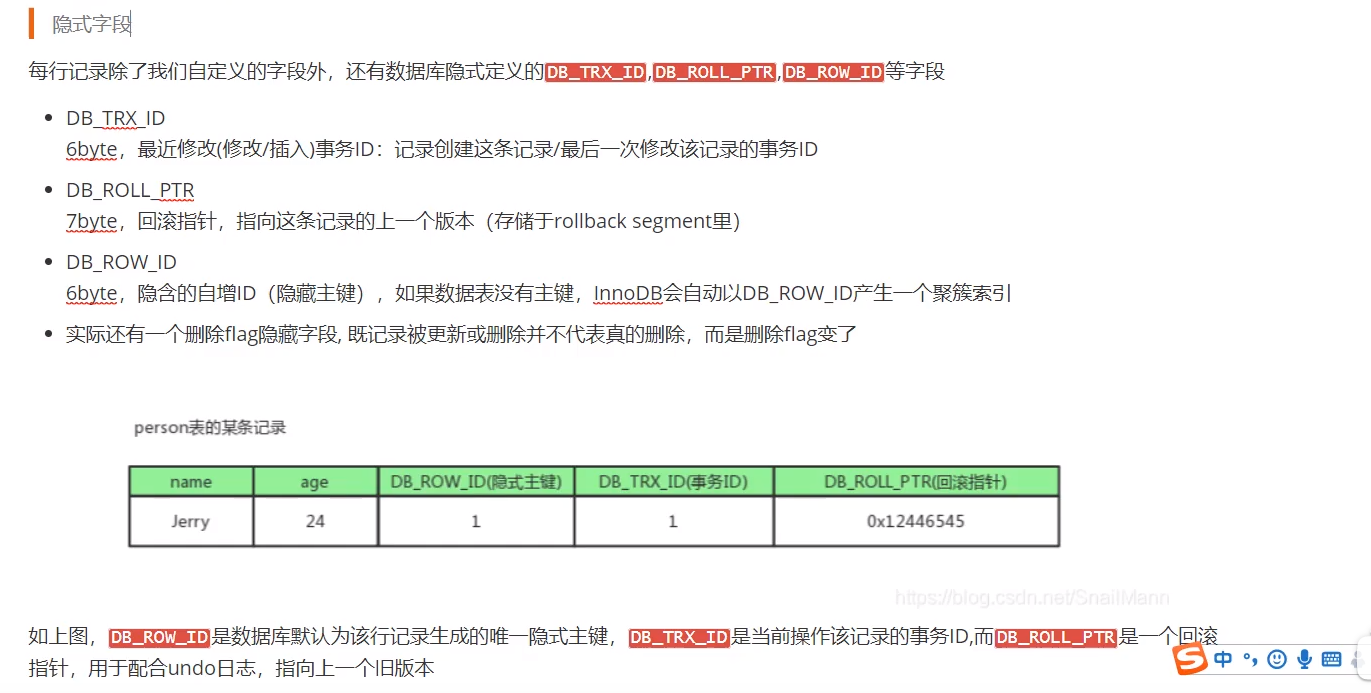 隐式字段
每行记录除了我们自定义的字段外，还有数据库隐式定义的DB_TRX_ID,DB_ROLL_PTR,DB_ROW_ID等字段
DB_TRX_ID
6byte，最近修改(修改/插入)事务ID：记录创建这条记录/最后一次修改该记录的事务ID
DB_ROLL_PTR
7byte，回滚指针，指向这条记录的上一个版本（存储于rollback segment里）
DB_ROW_ID
6byte，隐含的自增ID（隐藏主键），如果数据表没有主键，InnoDB会自动以DB_ROW_ID产生一个聚簇索引
实际还有一个删除flag隐藏字段, 既记录被更新或删除并不代表真的删除，而是删除flag变了
person表的某条记录
name age DB_ROW_ID(隐式主键) DB_TRX_ID(事务ID) DB_ROLL_PTR(回滚指针)
Jerry 24 1 1 0x12446545
https://blog.csdn.net/SnailMann
如上图，DB_ROW_ID是数据库默认为该行记录生成的唯一隐式主键，DB_TRX_ID是当前操作该记录的事务ID,而DB_ROLL_PTR是一个回滚
指针，用于配合undo日志，指向上一个旧版本
S 中